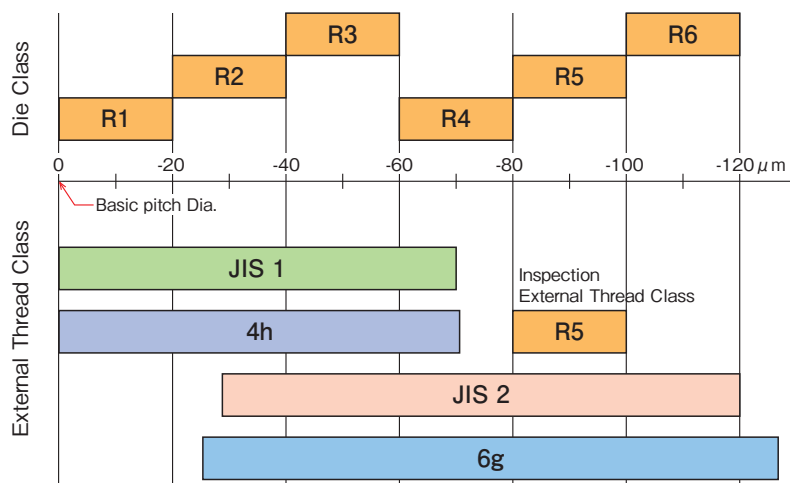 Die Class
R3
R6
R2
R5
R1
R4
0 -20 -40 -60 -80 -100 -120 μm
Basic pitch Dia.
External Thread Class
JIS 1
Inspection
External Thread Class
4h
R5
JIS 2
6g